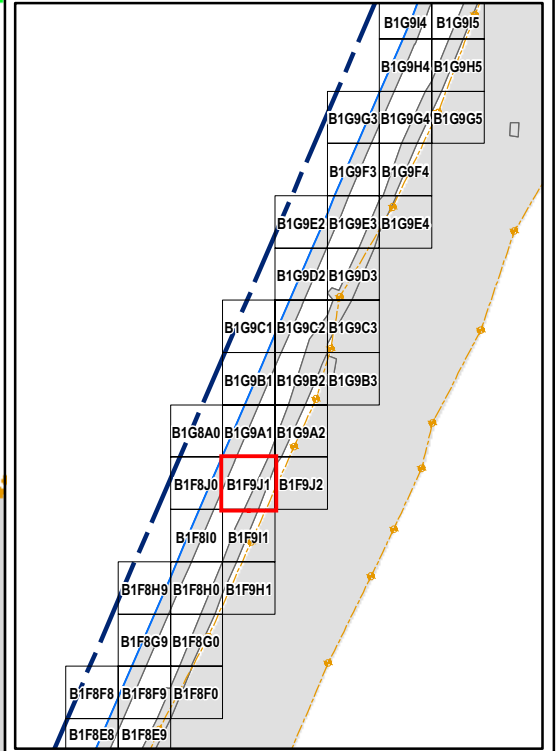 B1G9I4 B1G9I5
B1G9H4 B1G9H5
B1G9G3 B1G9G4 B1G9G5
B1G9F3 B1G9F4
B1G9E2 B1G9E3 B1G9E4
B1G9D2 B1G9D3
B1G9C1 B1G9C2 B1G9C3
B1G9B1 B1G9B2 B1G9B3
B1G8A0 B1G9A1 B1G9A2
B1F8J0 B1F9J1 B1F9J2
B1F8I0 B1F9I1
B1F8H9 B1F8H0 B1F9H1
B1F8G9 B1F8G0
B1F8F8 B1F8F9 B1F8F0
B1F8E8 B1F8E9